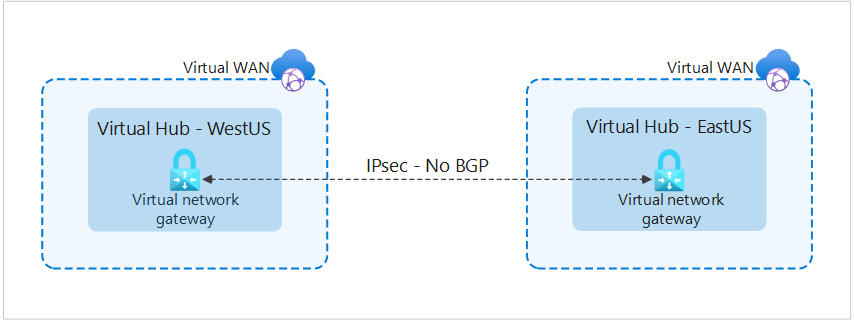 Virtual WAN
Virtual WAN
Virtual Hub - WestUS
Virtual Hub - EastUS
IPsec - No BGP
Virtual network
gateway
Virtual network
gateway